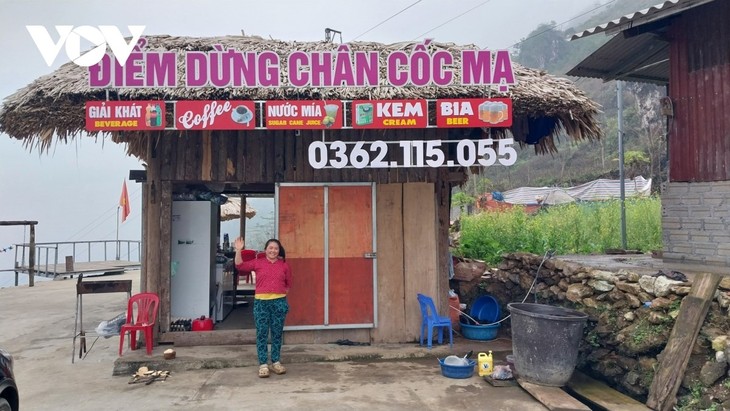 VOV
ĐIỂM DỪNG CHÂN CỐC MẠ
GIẢI KHÁT
BEVERAGE
Coffee
NƯỚC MÍA
SUGAR CANE JUICE
KEM
CREAM
BIA
BEER
0362.115.055